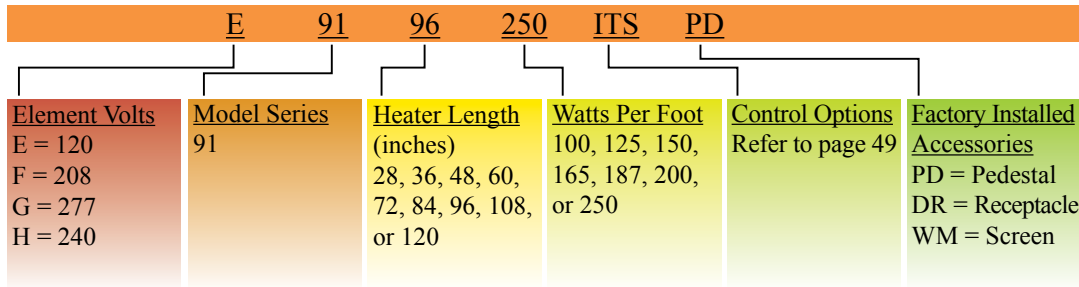 E 91 96 250 ITS PD
Element Volts
E = 120
F = 208
G = 277
H = 240
Model Series
91
Heater Length
(inches)
28, 36, 48, 60,
72, 84, 96, 108,
or 120
Watts Per Foot
100, 125, 150,
165, 187, 200,
or 250
Control Options
Refer to page 49
Factory Installed
Accessories
PD = Pedestal
DR = Receptacle
WM = Screen